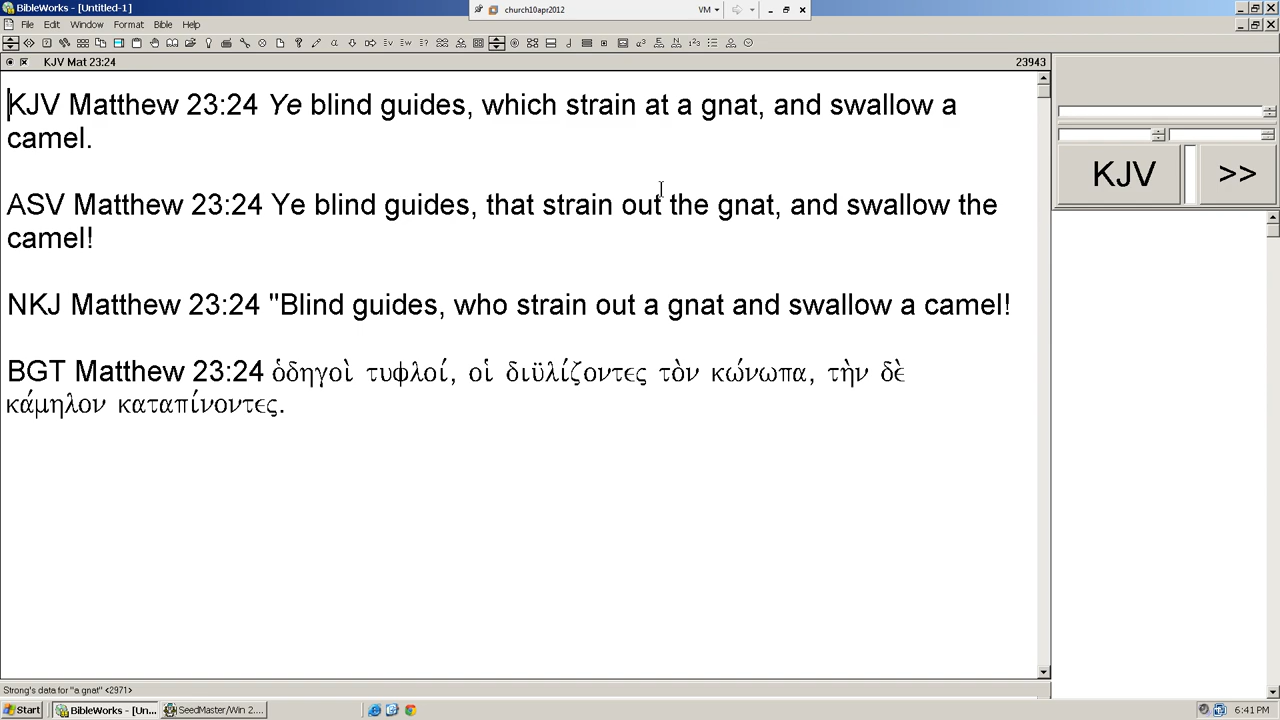 BibleWorks - [Untitled-1]
church10apr2012
VM
File Edit Window Format Bible Help
KJV Mat 23:24
23943
KJV Matthew 23:24 Ye blind guides, which strain at a gnat, and swallow a
camel.
ASV Matthew 23:24 Ye blind guides, that strain out the gnat, and swallow the
camel!
NKJ Matthew 23:24 "Blind guides, who strain out a gnat and swallow a camel!
BGT Matthew 23:24 ὁδηγοὶ τυφλοί, οἱ διϋλίζοντες τὸν κώνωπα, τὴν δὲ
κάμηλον καταπίνοντες.
KJV >>
Strong's data for "a gnat" <2971>
Start BibleWorks - [Un... SeedMaster/Win 2.... 6:41 PM